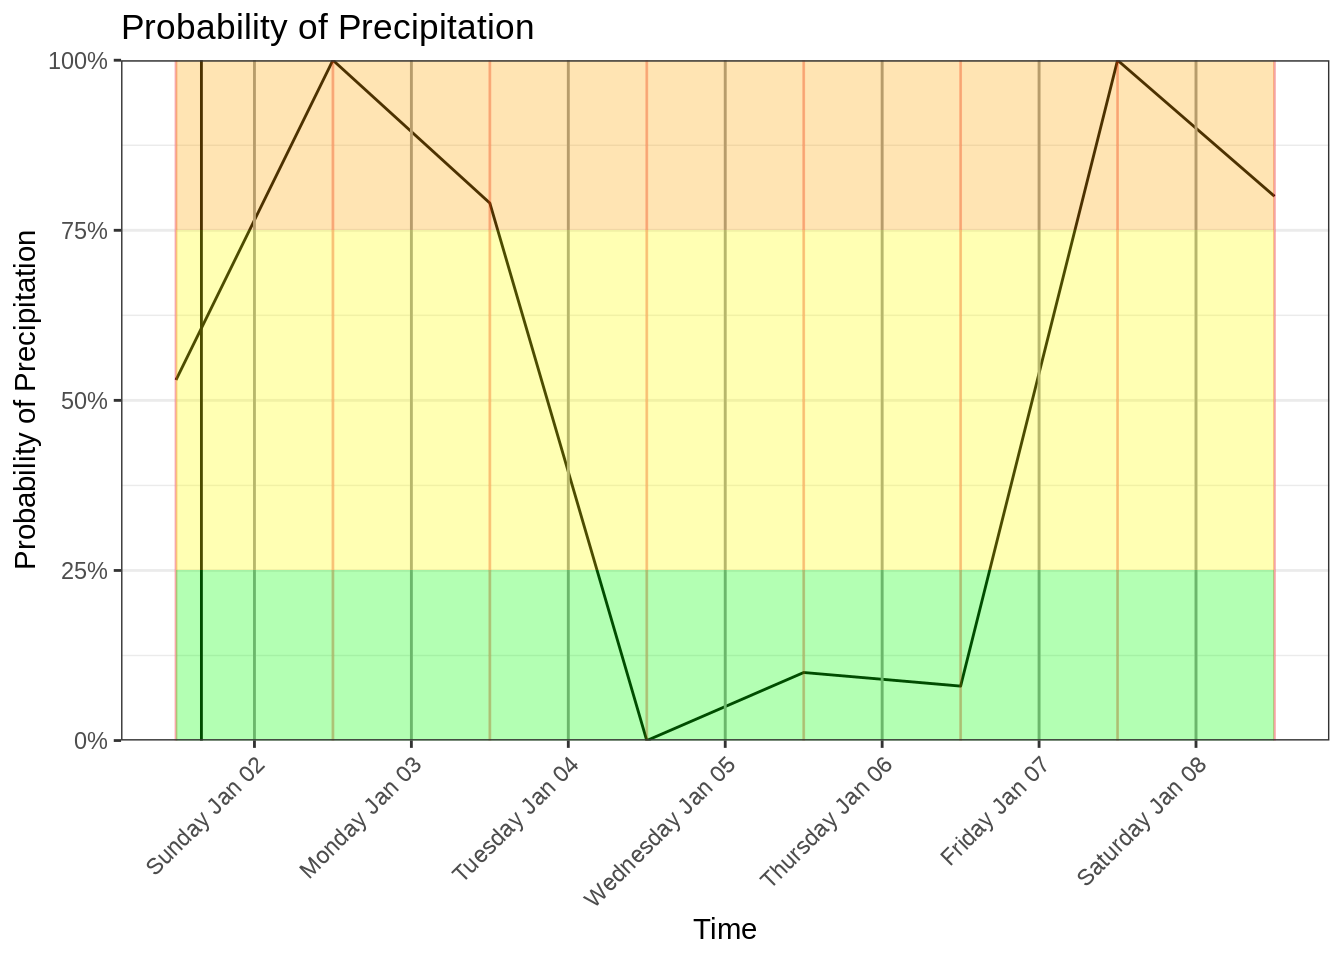 Probability of Precipitation
Probability of Precipitation
100%
75%
50%
25%
0%
Sunday Jan 02
Monday Jan 03
Tuesday Jan 04
Wednesday Jan 05
Thursday Jan 06
Friday Jan 07
Saturday Jan 08
Time